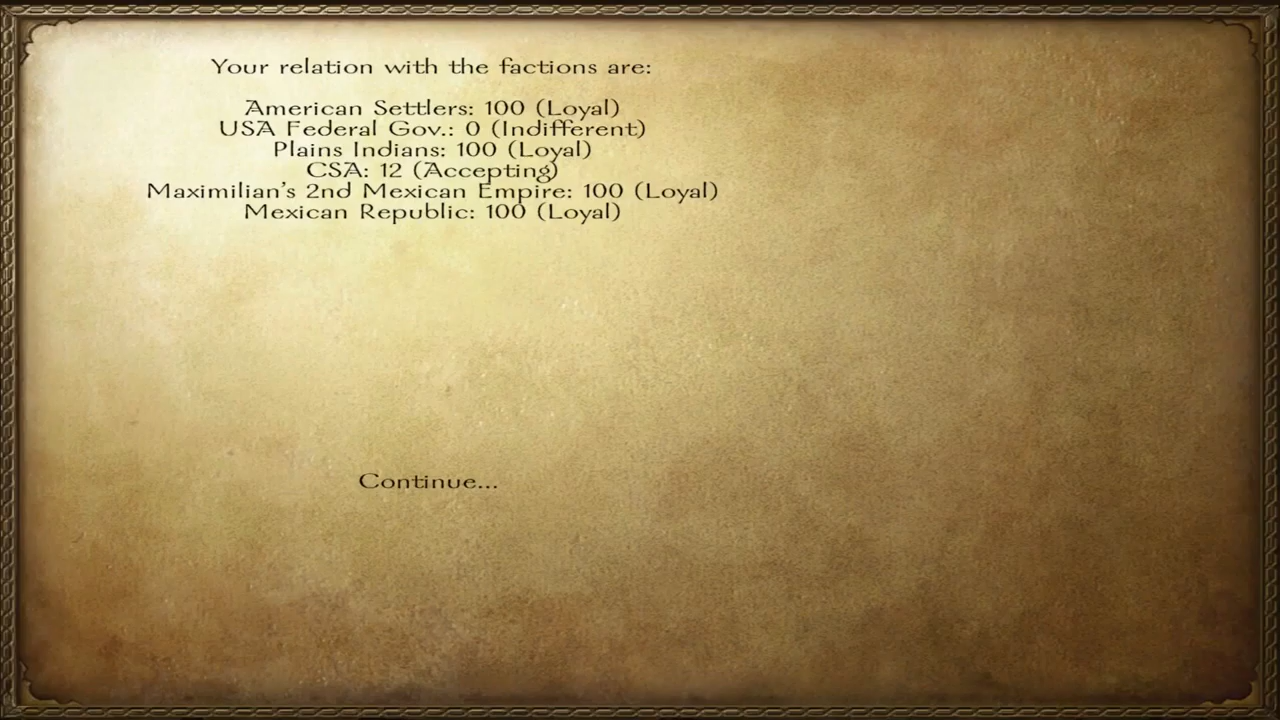 Your relation with the factions are:
American Settlers: 100 (Loyal)
USA Federal Gov.: 0 (Indifferent)
Plains Indians: 100 (Loyal)
CSA: 12 (Accepting)
Maximilian's 2nd Mexican Empire: 100 (Loyal)
Mexican Republic: 100 (Loyal)
Continue...